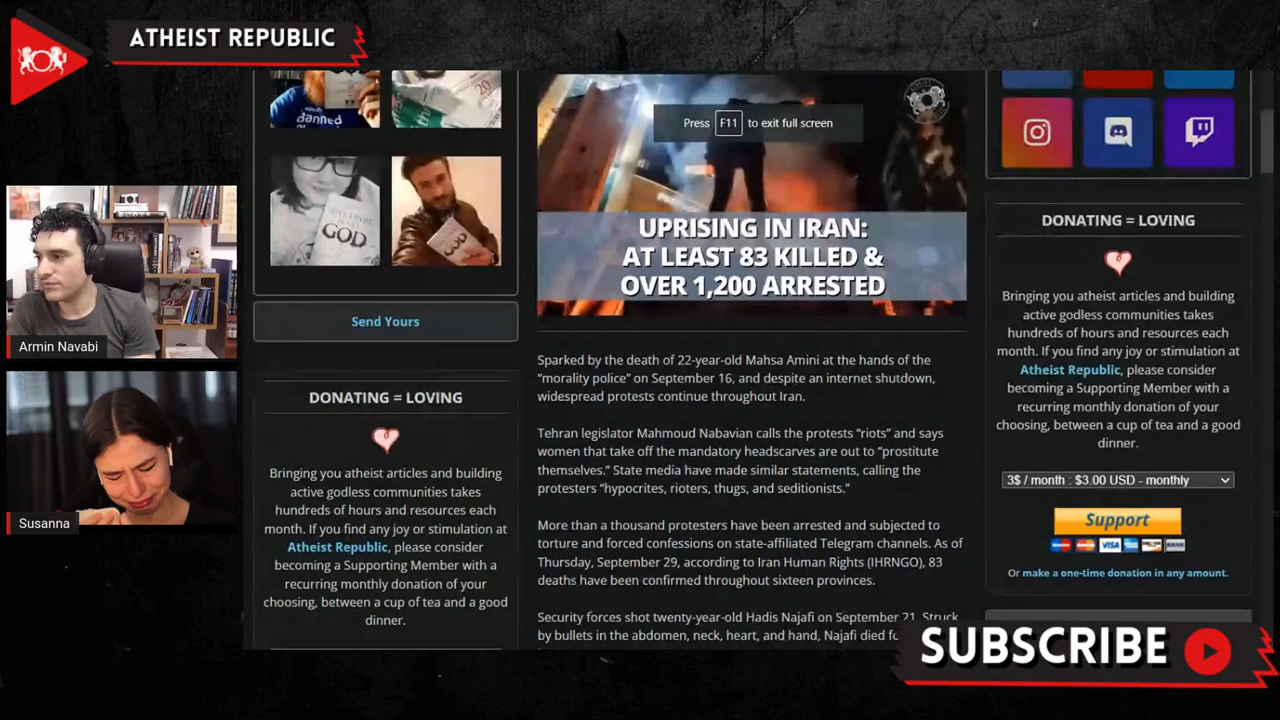 ATHEIST REPUBLIC
Banned
20
GOD
GOD
Send Yours
DONATING = LOVING
Bringing you atheist articles and building
active godless communities takes
hundreds of hours and resources each
month. If you find any joy or stimulation at
Atheist Republic, please consider
becoming a Supporting Member with a
recurring monthly donation of your
choosing, between a cup of tea and a good
dinner.
Press F11 to exit full screen
UPRISING IN IRAN:
AT LEAST 83 KILLED &
OVER 1,200 ARRESTED
Sparked by the death of 22-year-old Mahsa Amini at the hands of the
“morality police” on September 16, and despite an internet shutdown,
widespread protests continue throughout Iran.
Tehran legislator Mahmoud Nabavian calls the protests “riots” and says
women that take off the mandatory headscarves are out to “prostitute
themselves.” State media have made similar statements, calling the
protesters “hypocrites, rioters, thugs, and seditionists.”
More than a thousand protesters have been arrested and subjected to
torture and forced confessions on state-affiliated Telegram channels. As of
Thursday, September 29, according to Iran Human Rights (IHRNGO), 83
deaths have been confirmed throughout sixteen provinces.
Security forces shot twenty-year-old Hadis Najafi on September 21. Struck
by bullets in the abdomen, neck, heart, and hand, Najafi died
DONATING = LOVING
Bringing you atheist articles and building
active godless communities takes
hundreds of hours and resources each
month. If you find any joy or stimulation at
Atheist Republic, please consider
becoming a Supporting Member with a
recurring monthly donation of your
choosing, between a cup of tea and a good
dinner.
3$ / month : $3.00 USD - monthly
Support
VISA
BANK
Or make a one-time donation in any amount.
Armin Navabi
Susanna
SUBSCRIBE